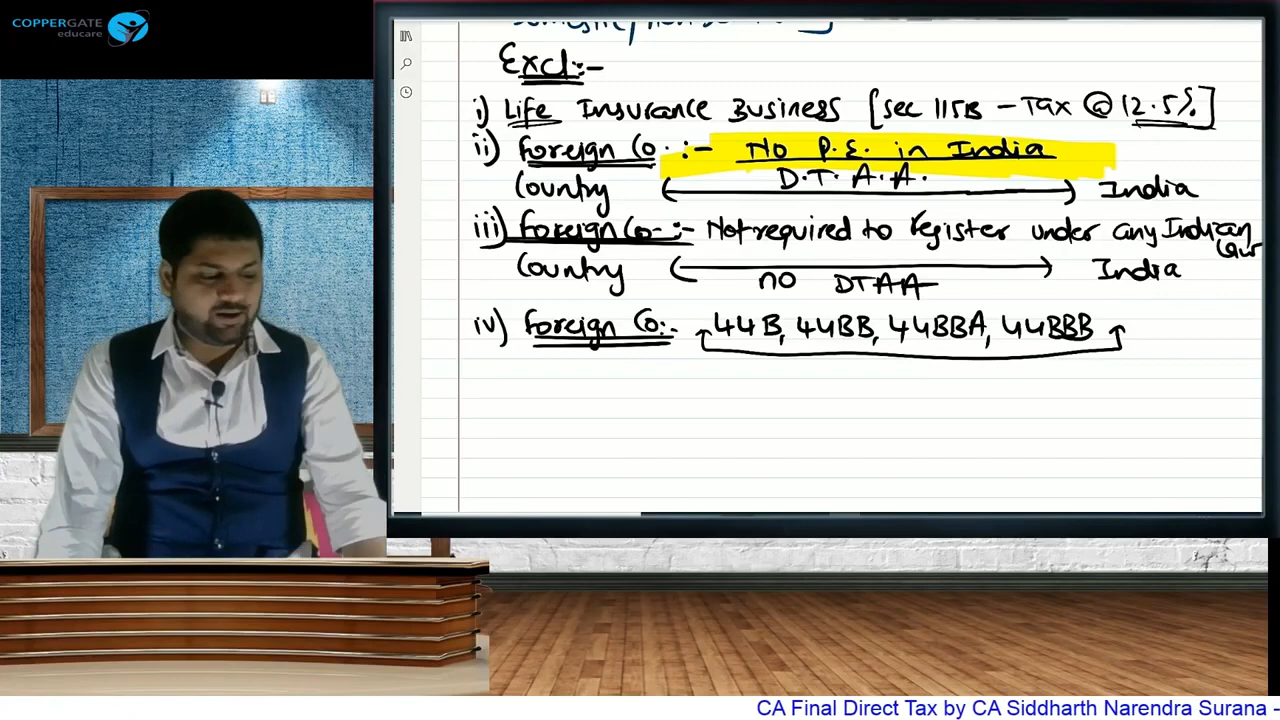 COPPERGATE
educare
Excl:-
i) Life Insurance Business [Sec 115B - Tax @ 12.5%]
ii) Foreign Co. :- No P.E. in India
Country D.T.A.A. India
iii) Foreign Co- :- Not required to register under any Indian Law
Country no DTAA India
iv) Foreign Co:- 44B, 44BB, 44BBA, 44BBB
CA Final Direct Tax by CA Siddharth Narendra Surana -